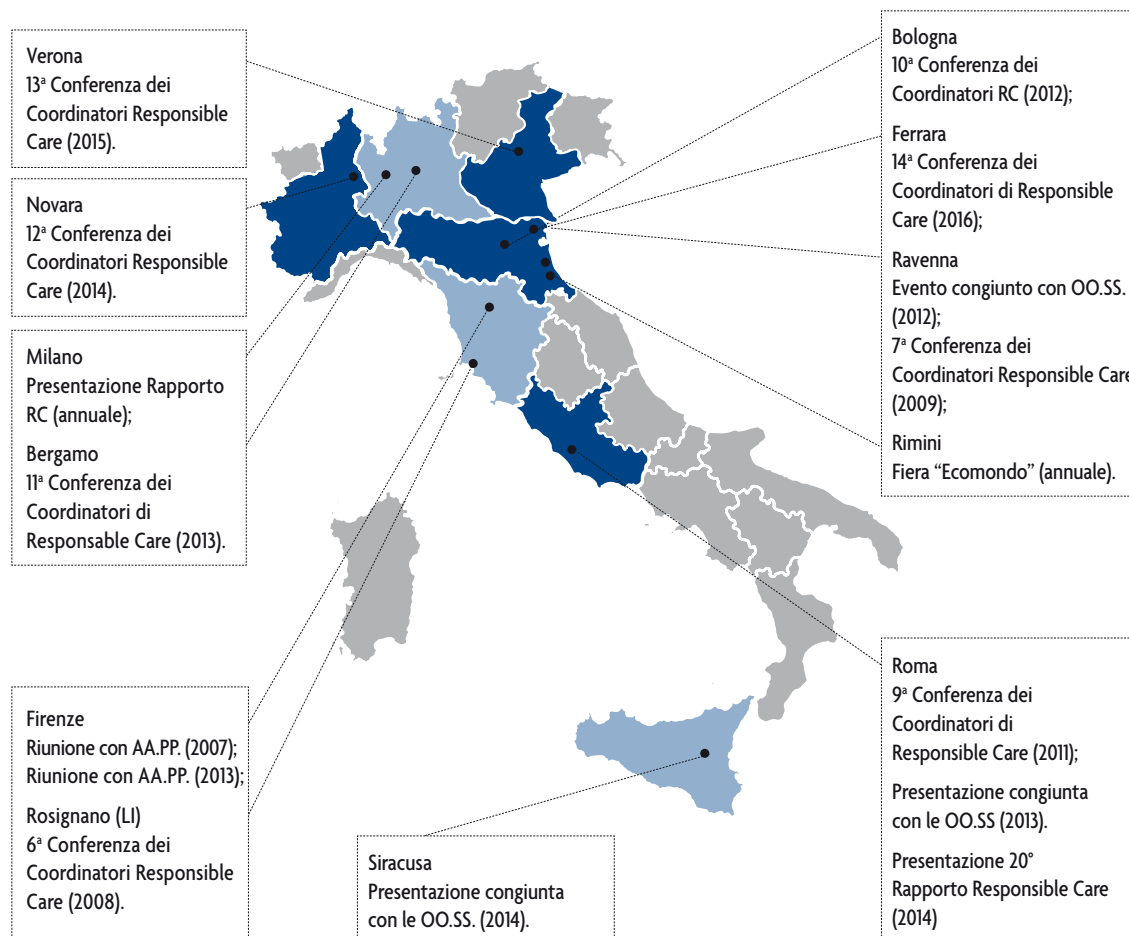 Verona
13ª Conferenza dei
Coordinatori Responsible
Care (2015).
Novara
12ª Conferenza dei
Coordinatori Responsible
Care (2014).
Milano
Presentazione Rapporto
RC (annuale);
Bergamo
11ª Conferenza dei
Coordinatori di
Responsable Care (2013).
Firenze
Riunione con AA.PP. (2007);
Riunione con AA.PP. (2013);
Rosignano (LI)
6ª Conferenza dei
Coordinatori Responsible
Care (2008).
Siracusa
Presentazione congiunta
con le OO.SS. (2014).
Bologna
10ª Conferenza dei
Coordinatori RC (2012);
Ferrara
14ª Conferenza dei
Coordinatori di Responsible
Care (2016);
Ravenna
Evento congiunto con OO.SS.
(2012);
7ª Conferenza dei
Coordinatori Responsible Care
(2009);
Rimini
Fiera “Ecomondo” (annuale).
Roma
9ª Conferenza dei
Coordinatori di
Responsible Care (2011);
Presentazione congiunta
con le OO.SS (2013).
Presentazione 20°
Rapporto Responsible Care
(2014)